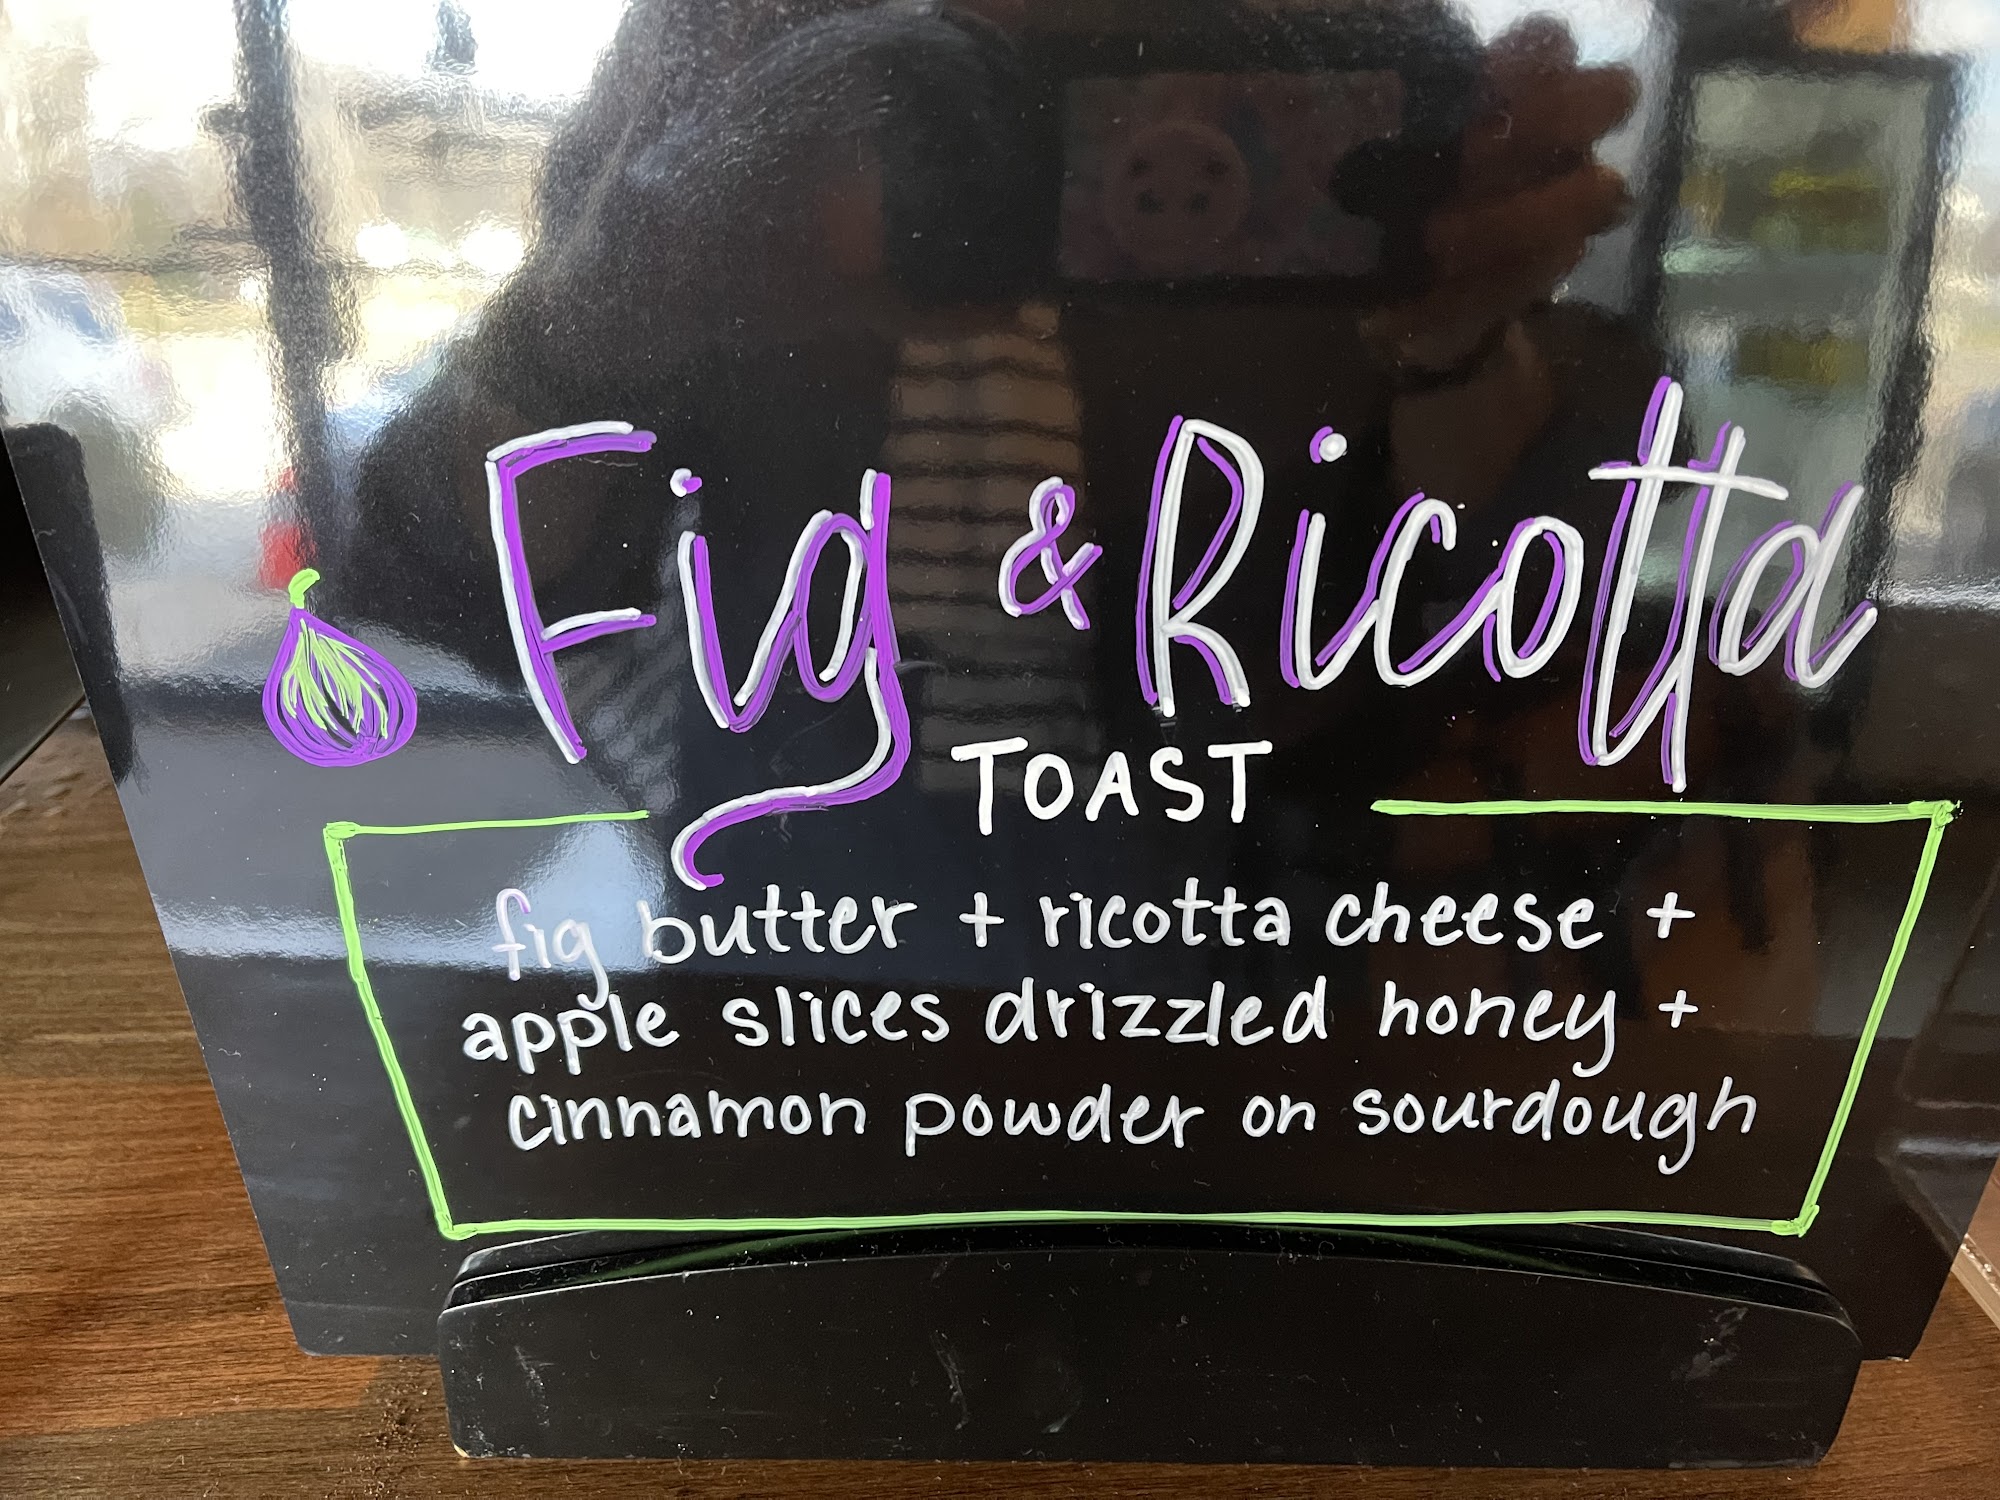 Fig & Ricotta
TOAST
fig butter + ricotta cheese +
apple slices drizzled honey +
cinnamon powder on sourdough